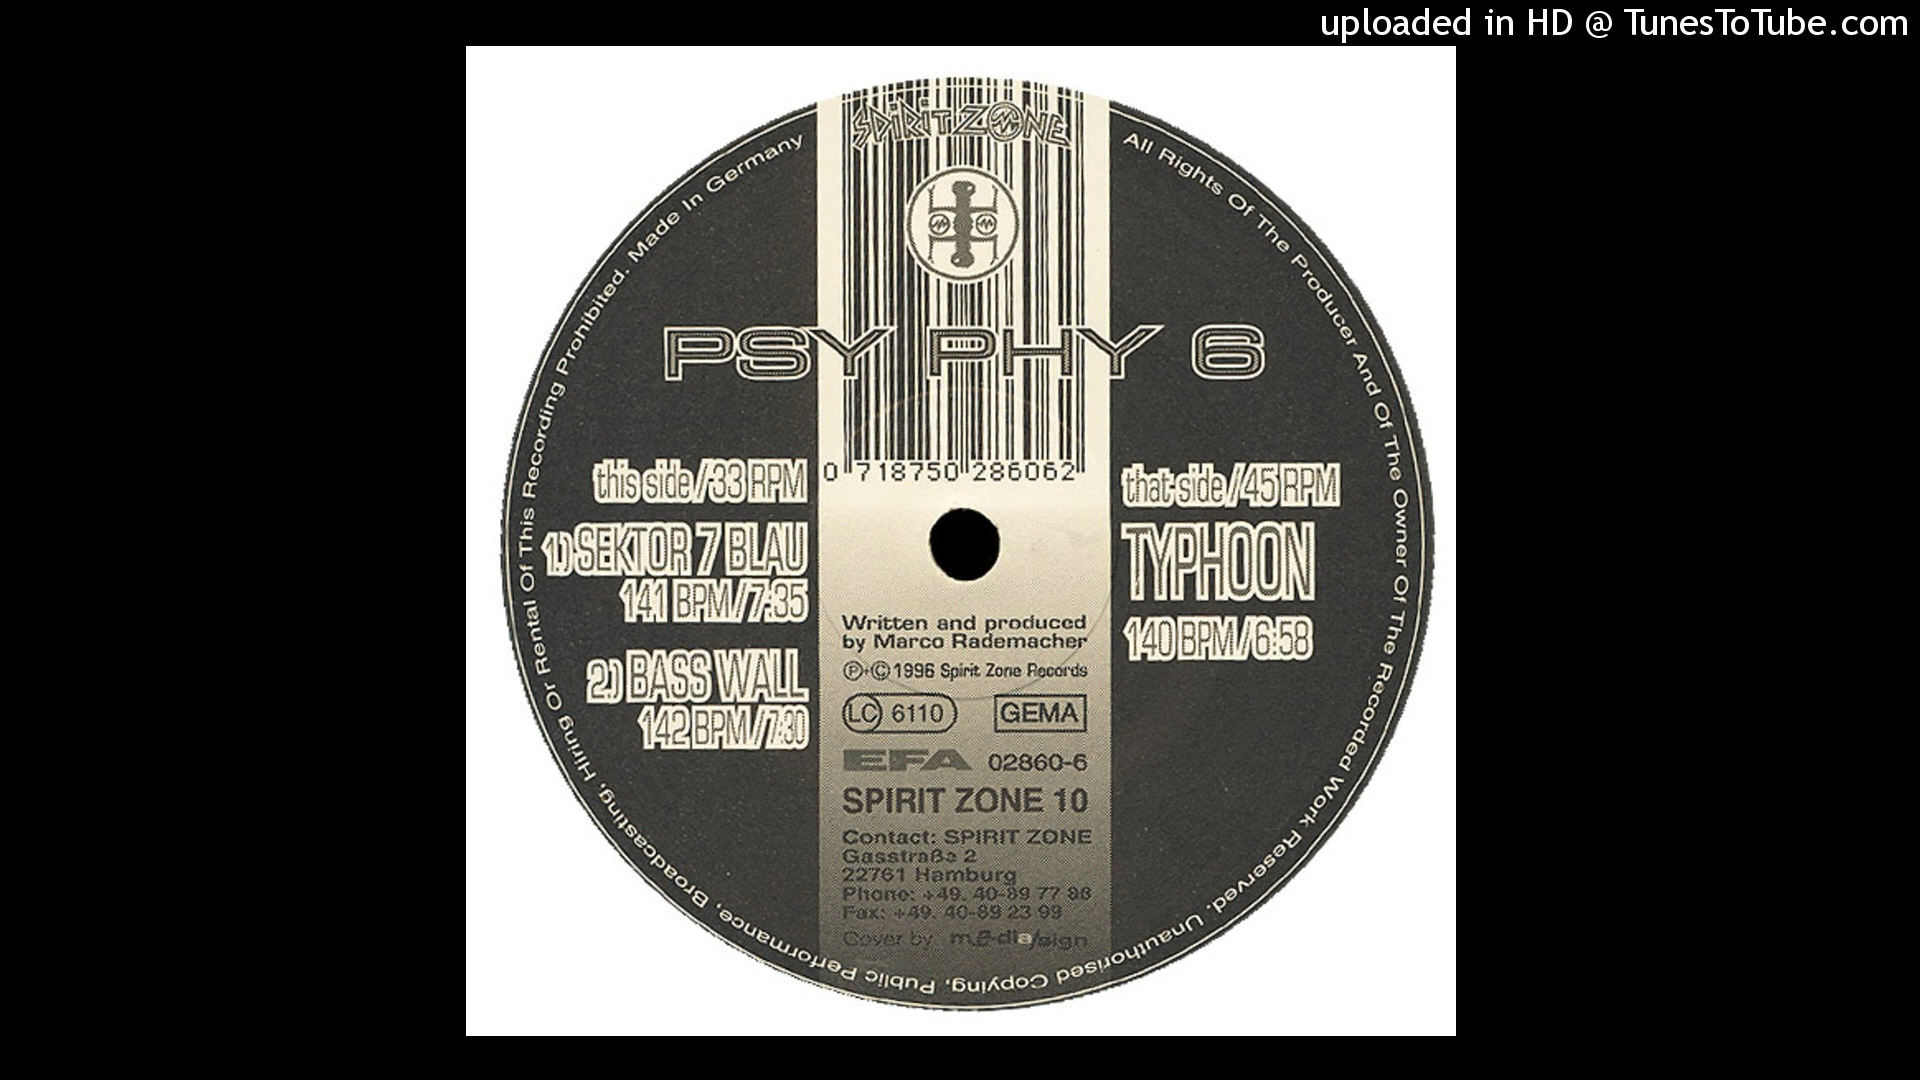 uploaded in HD @ TunesToTube.com
SPIRIT ZONE
All Rights Of The Producer And Of The Owner Of The Recorded Work Reserved. Unauthorised Copying, Public Performance, Broadcasting, Hiring Or Rental Of This Recording Prohibited. Made In Germany
PSY PHY 6
0 718750 286062
this side/33 RPM
1.) SEKTOR 7 BLAU
141 BPM/7:35
2.) BASS WALL
142 BPM/7:30
that side/45 RPM
TYPHOON
140 BPM/6:58
Written and produced
by Marco Rademacher
℗+© 1996 Spirit Zone Records
LC 6110 GEMA
EFA 02860-6
SPIRIT ZONE 10
Contact: SPIRIT ZONE
Gasstraße 2
22761 Hamburg
Phone: +49. 40-89 77 86
Fax: +49. 40-89 23 99
Cover by